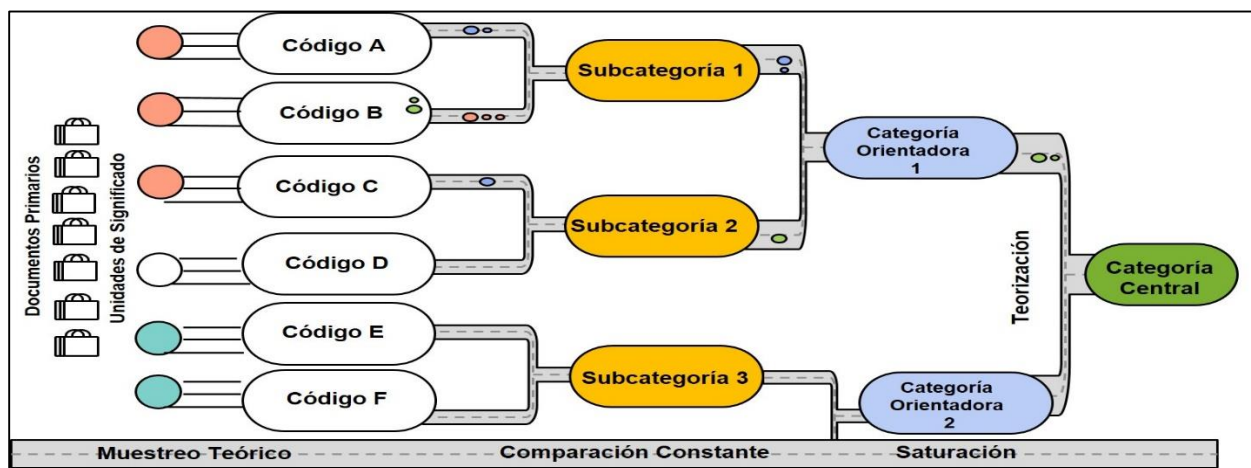 Documentos Primarios
Unidades de Significado
Código A
Código B
Código C
Código D
Código E
Código F
Subcategoría 1
Subcategoría 2
Subcategoría 3
Categoría
Orientadora
1
Categoría
Orientadora
2
Teorización
Categoría
Central
Muestreo Teórico
Comparación Constante
Saturación